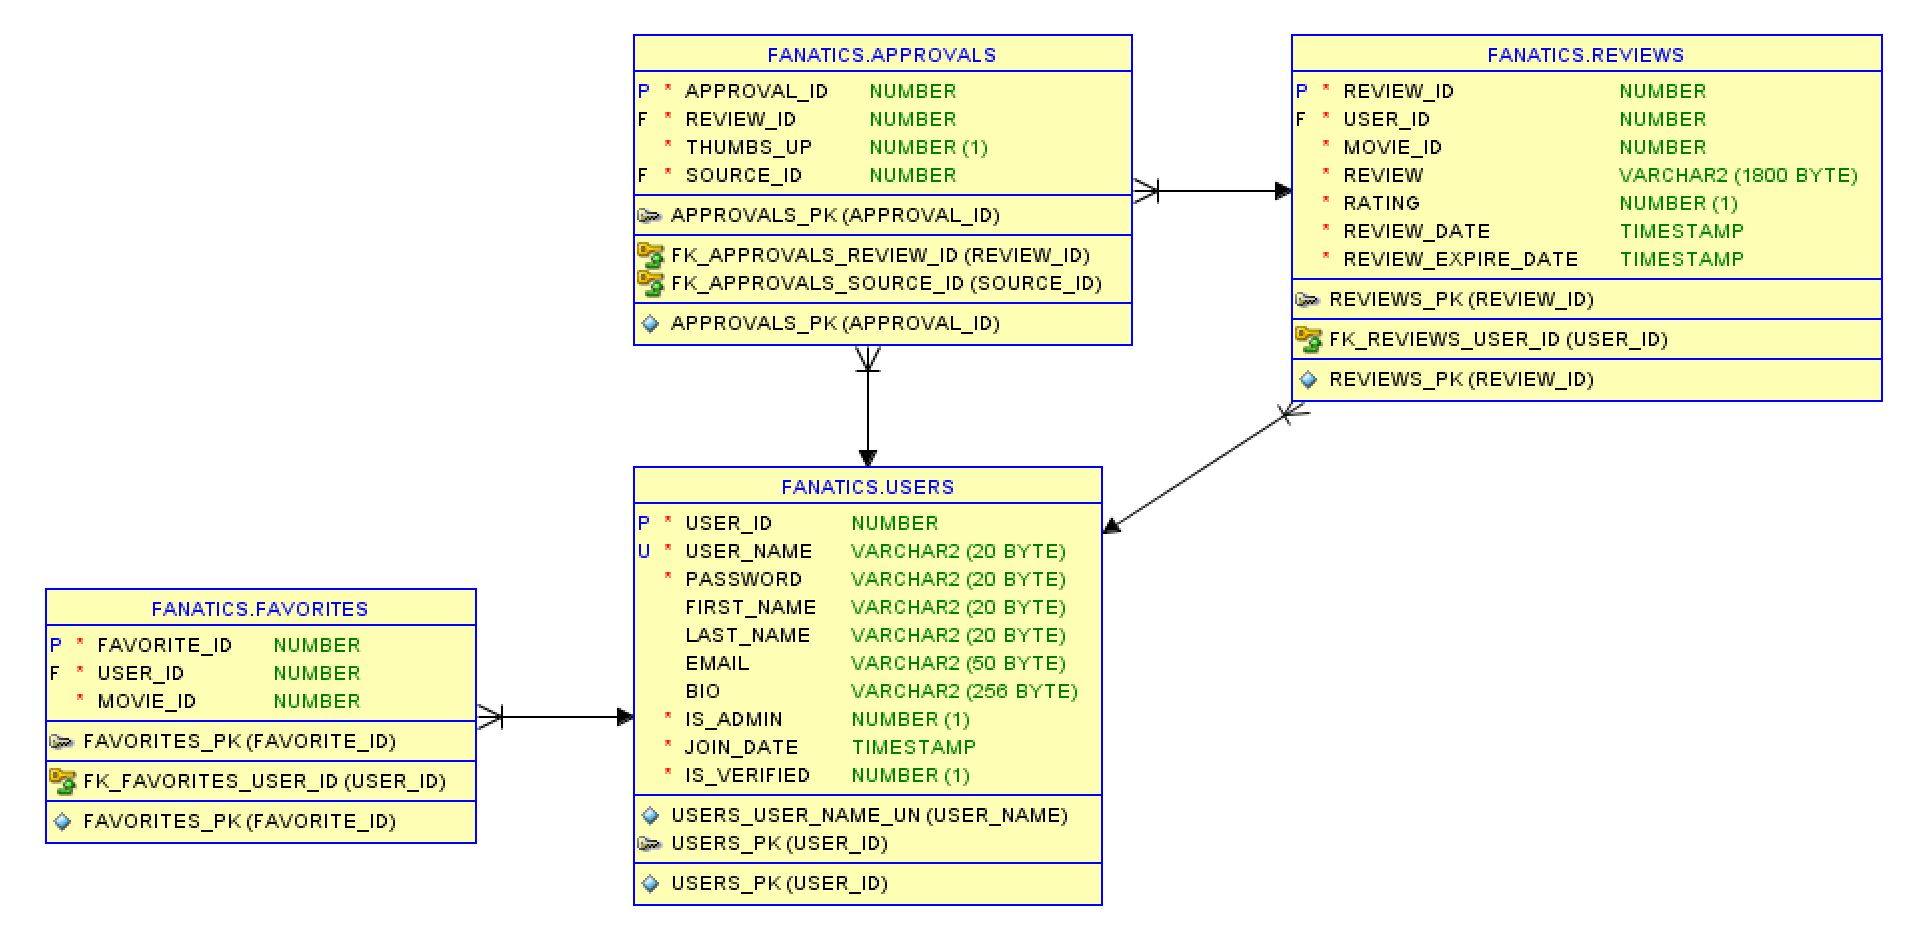 FANATICS.APPROVALS
P * APPROVAL_ID NUMBER
F * REVIEW_ID NUMBER
* THUMBS_UP NUMBER (1)
F * SOURCE_ID NUMBER
APPROVALS_PK (APPROVAL_ID)
FK_APPROVALS_REVIEW_ID (REVIEW_ID)
FK_APPROVALS_SOURCE_ID (SOURCE_ID)
APPROVALS_PK (APPROVAL_ID)
FANATICS.REVIEWS
P * REVIEW_ID NUMBER
F * USER_ID NUMBER
* MOVIE_ID NUMBER
* REVIEW VARCHAR2 (1800 BYTE)
* RATING NUMBER (1)
* REVIEW_DATE TIMESTAMP
* REVIEW_EXPIRE_DATE TIMESTAMP
REVIEWS_PK (REVIEW_ID)
FK_REVIEWS_USER_ID (USER_ID)
REVIEWS_PK (REVIEW_ID)
FANATICS.USERS
P * USER_ID NUMBER
U * USER_NAME VARCHAR2 (20 BYTE)
* PASSWORD VARCHAR2 (20 BYTE)
FIRST_NAME VARCHAR2 (20 BYTE)
LAST_NAME VARCHAR2 (20 BYTE)
EMAIL VARCHAR2 (50 BYTE)
BIO VARCHAR2 (256 BYTE)
* IS_ADMIN NUMBER (1)
* JOIN_DATE TIMESTAMP
* IS_VERIFIED NUMBER (1)
USERS_USER_NAME_UN (USER_NAME)
USERS_PK (USER_ID)
USERS_PK (USER_ID)
FANATICS.FAVORITES
P * FAVORITE_ID NUMBER
F * USER_ID NUMBER
* MOVIE_ID NUMBER
FAVORITES_PK (FAVORITE_ID)
FK_FAVORITES_USER_ID (USER_ID)
FAVORITES_PK (FAVORITE_ID)